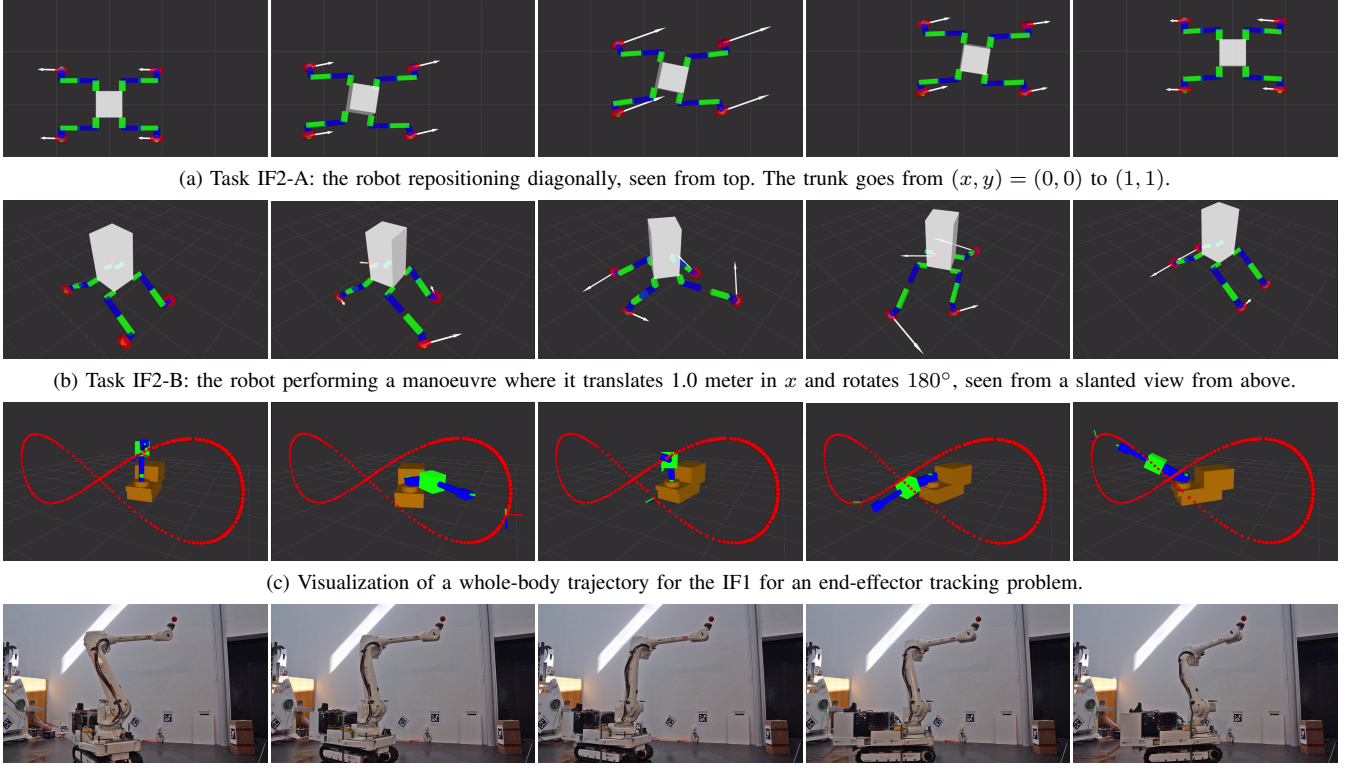 (a) Task IF2-A: the robot repositioning diagonally, seen from top. The trunk goes from (x, y) = (0, 0) to (1, 1).
(b) Task IF2-B: the robot performing a manoeuvre where it translates 1.0 meter in x and rotates 180°, seen from a slanted view from above.
(c) Visualization of a whole-body trajectory for the IF1 for an end-effector tracking problem.